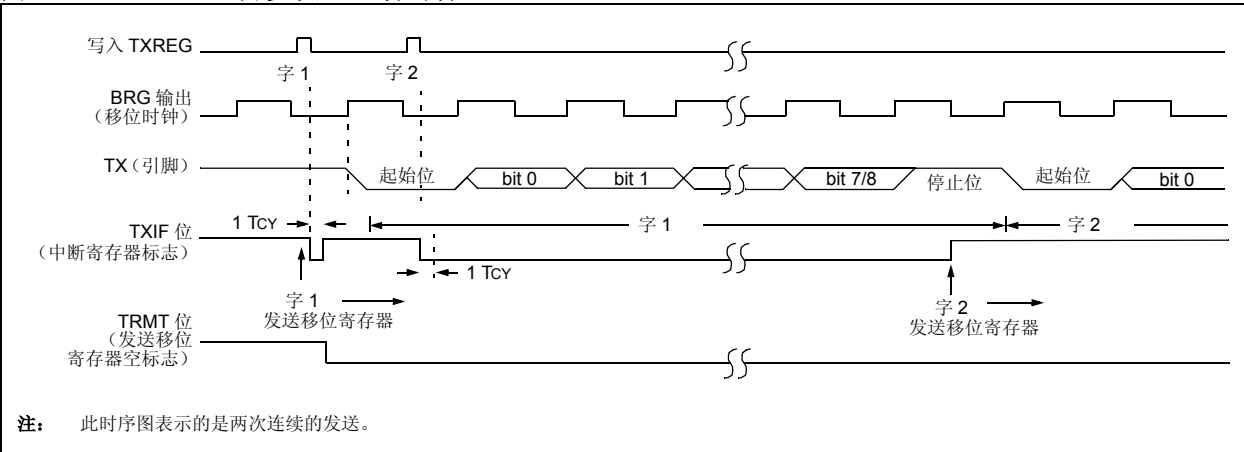 写入 TXREG
字 1
字 2
BRG 输出
（移位时钟）
TX（引脚）
起始位
bit 0
bit 1
bit 7/8
停止位
起始位
bit 0
TXIF 位
（中断寄存器标志）
1 TCY
字 1
字 2
1 TCY
字 1
发送移位寄存器
字 2
发送移位寄存器
TRMT 位
（发送移位
寄存器空标志）
注： 此时序图表示的是两次连续的发送。